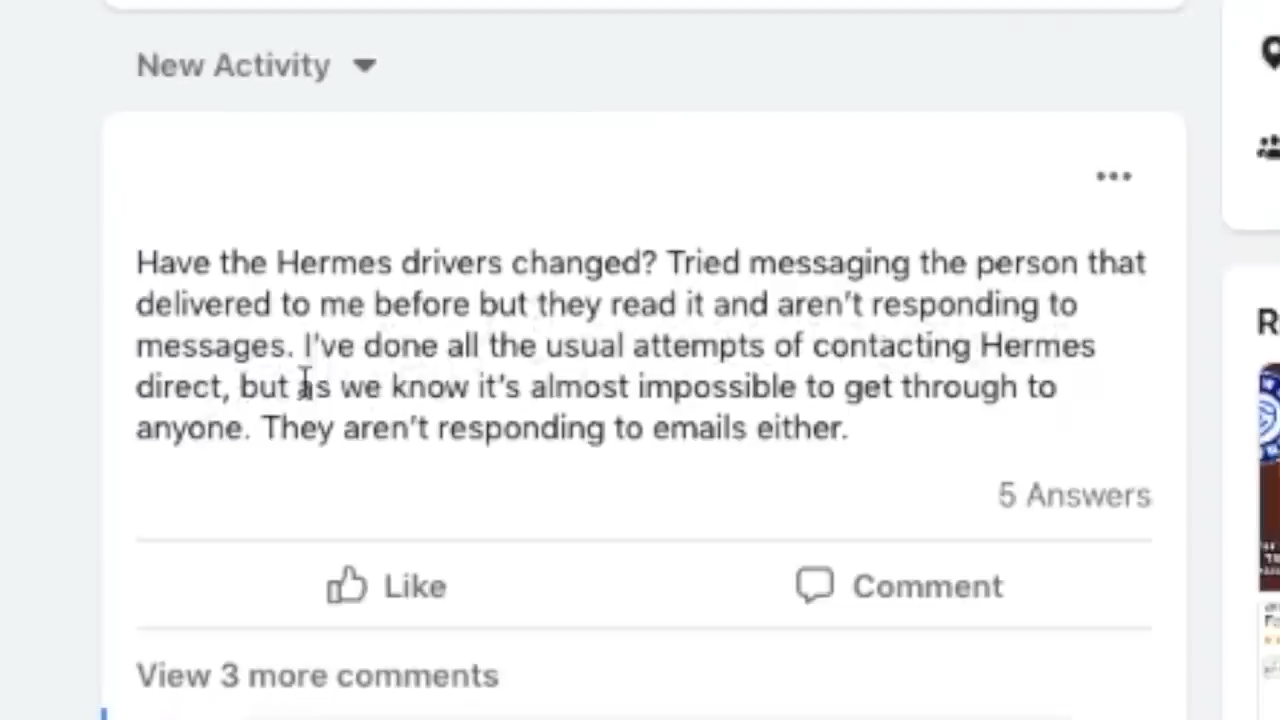 New Activity
Have the Hermes drivers changed? Tried messaging the person that
delivered to me before but they read it and aren't responding to
messages. I've done all the usual attempts of contacting Hermes
direct, but as we know it's almost impossible to get through to
anyone. They aren't responding to emails either.
5 Answers
Like
Comment
View 3 more comments
R